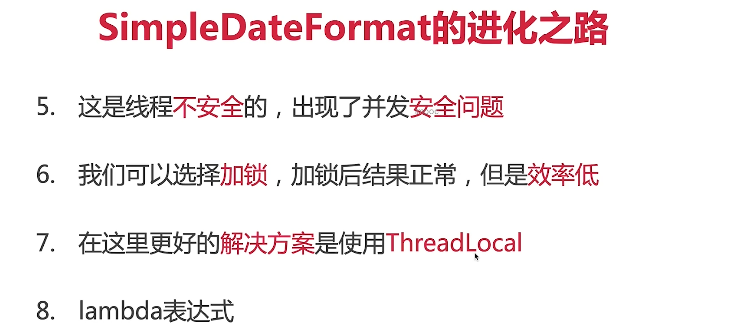 SimpleDateFormat的进化之路
5. 这是线程不安全的，出现了并发安全问题
6. 我们可以选择加锁，加锁后结果正常，但是效率低
7. 在这里更好的解决方案是使用ThreadLocal
8. lambda表达式